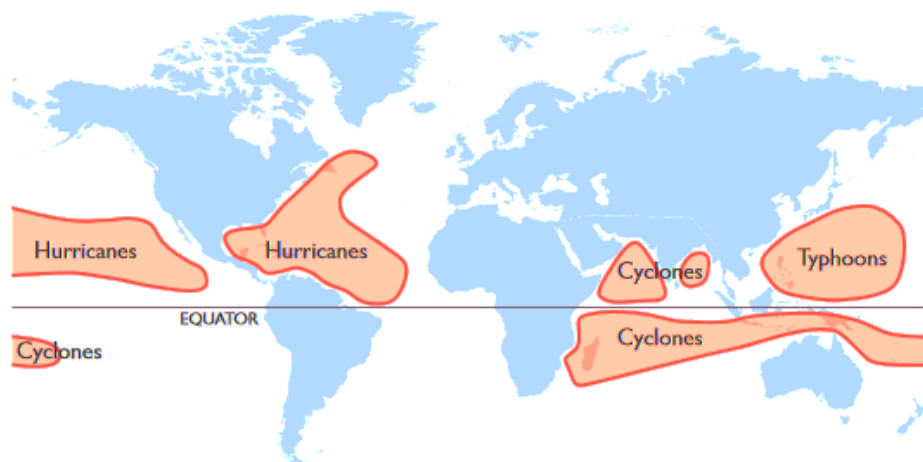 Hurricanes
Hurricanes
Cyclones
Typhoons
EQUATOR
Cyclones
Cyclones